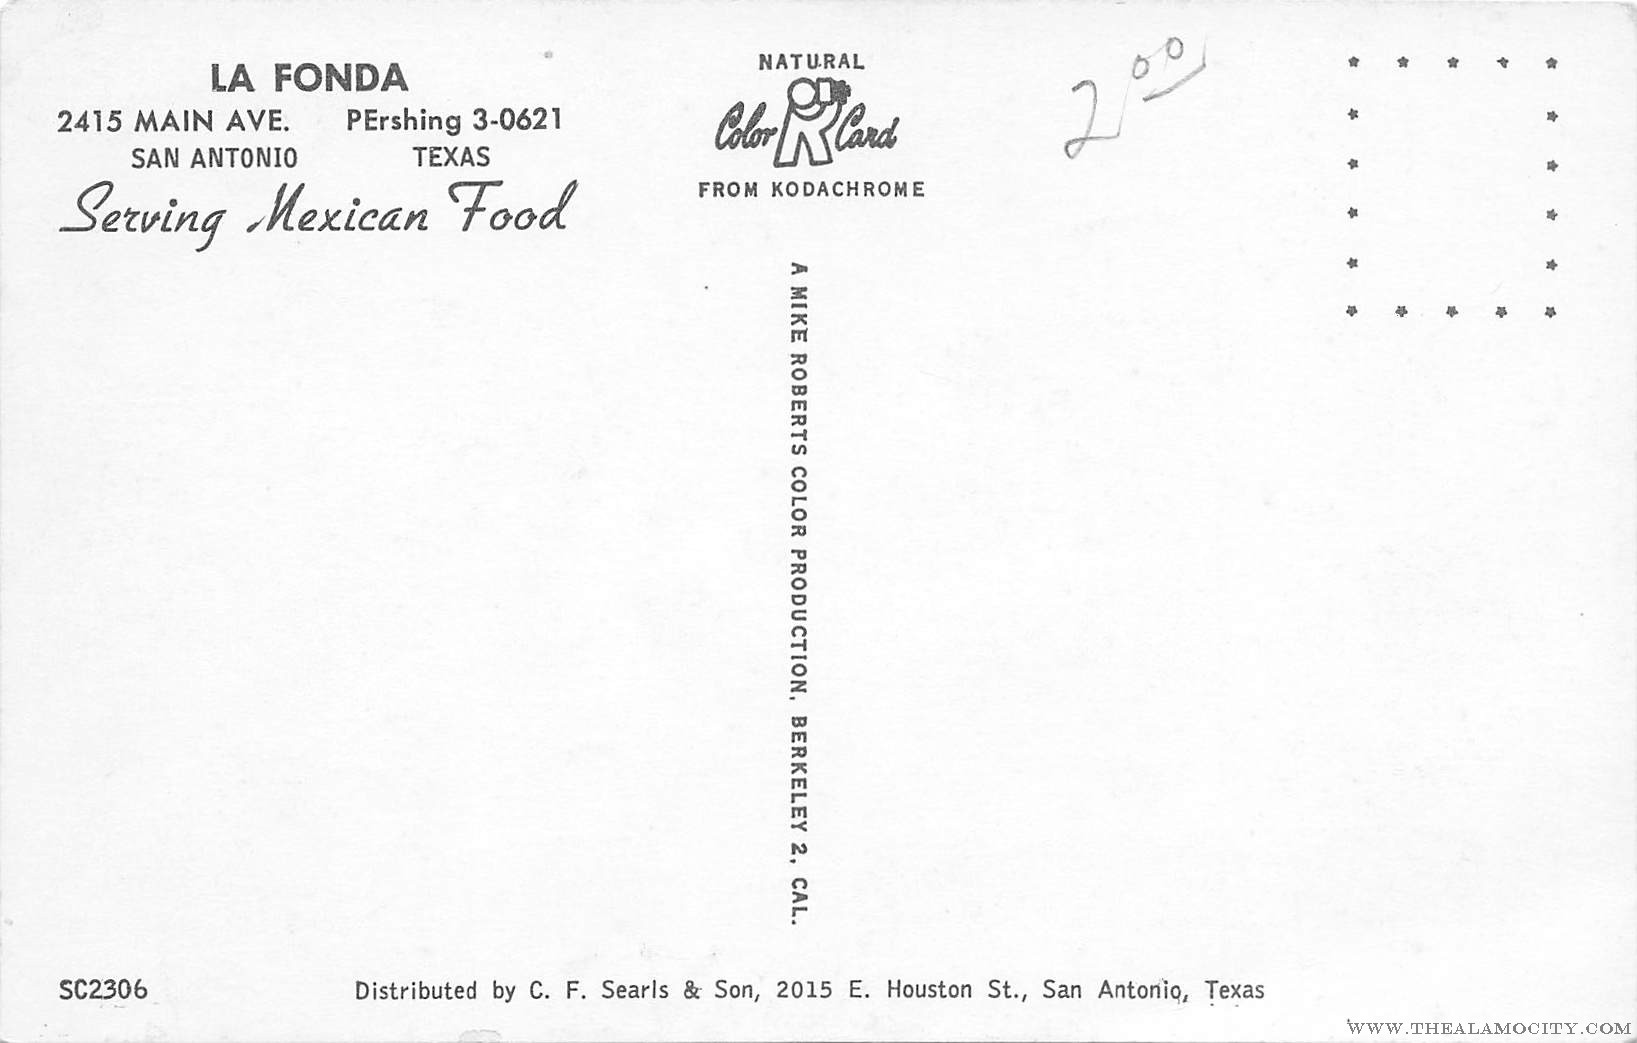 LA FONDA
2415 MAIN AVE. PErshing 3-0621
SAN ANTONIO TEXAS
Serving Mexican Food
NATURAL
Color Card
FROM KODACHROME
2 00
A MIKE ROBERTS COLOR PRODUCTION, BERKELEY 2, CAL.
SC2306
Distributed by C. F. Searls & Son, 2015 E. Houston St., San Antonio, Texas
WWW.THEALAMOCITY.COM